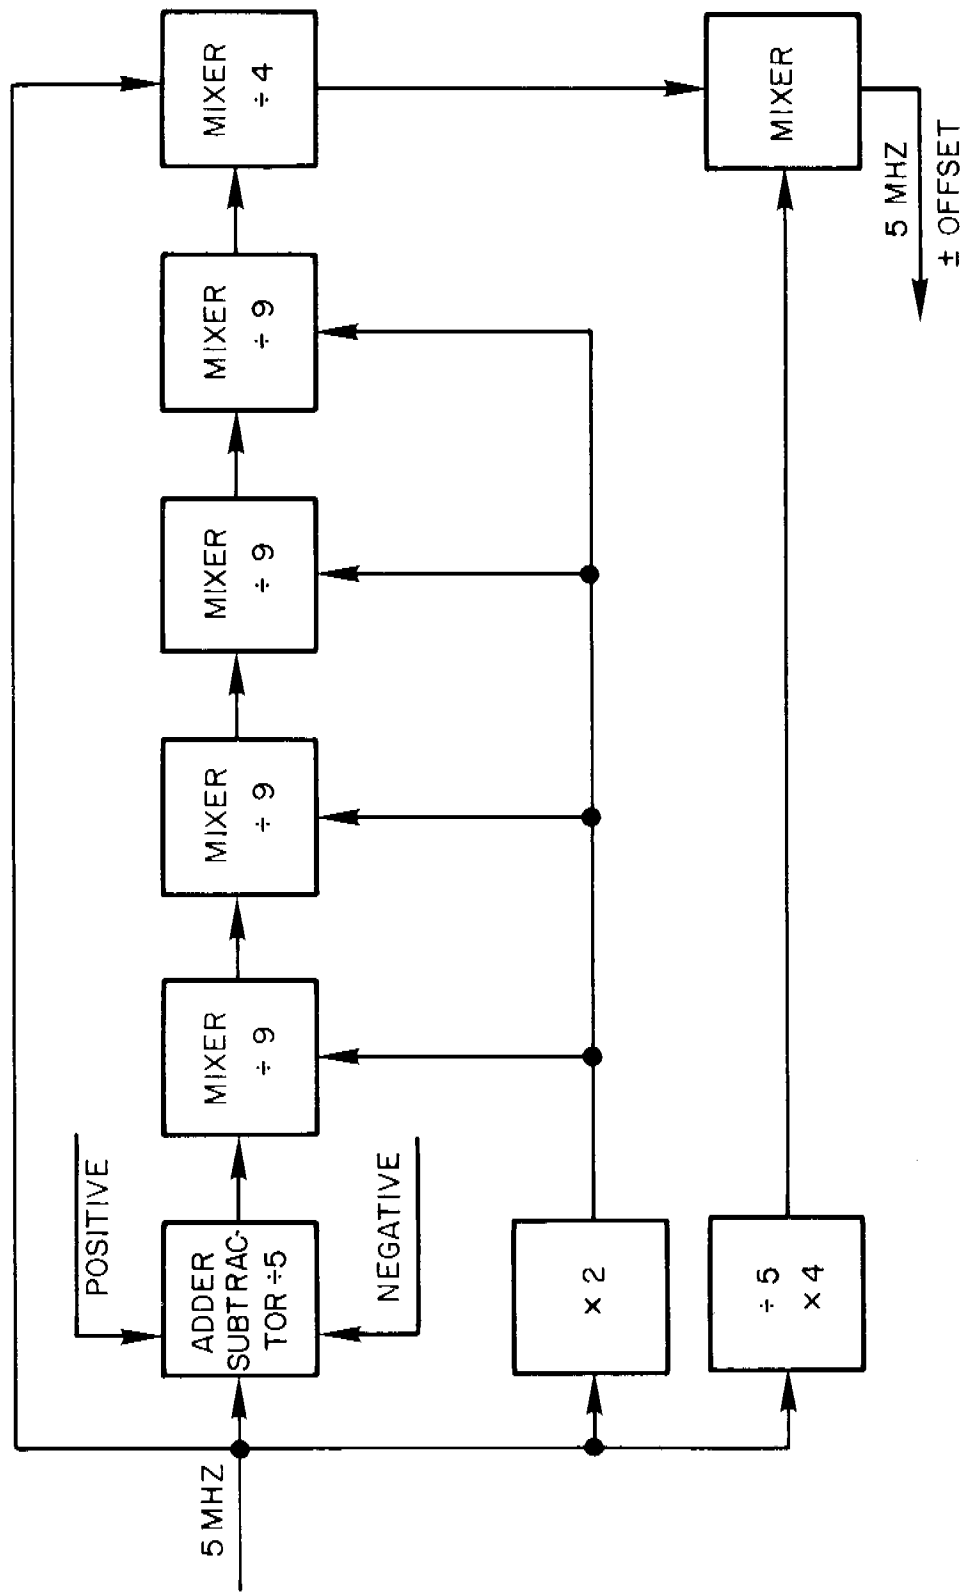 5 MHZ
POSITIVE
ADDER
SUBTRAC-
TOR ÷5
NEGATIVE
MIXER
÷ 9
MIXER
÷ 9
MIXER
÷ 9
MIXER
÷ 9
MIXER
÷ 4
× 2
÷ 5
× 4
MIXER
5 MHZ
± OFFSET